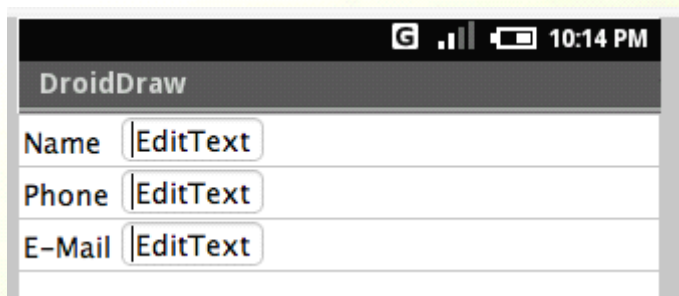 G 10:14 PM
DroidDraw
Name EditText
Phone EditText
E-Mail EditText